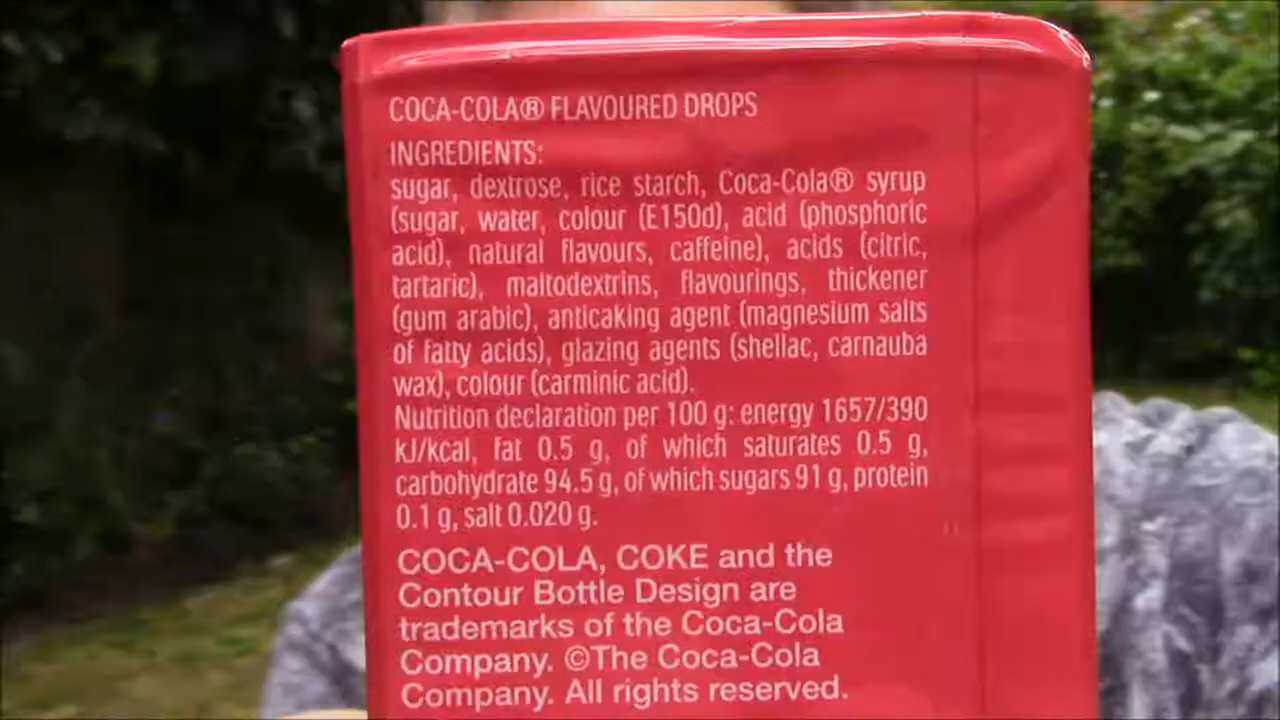 COCA-COLA® FLAVOURED DROPS
INGREDIENTS:
sugar, dextrose, rice starch, Coca-Cola® syrup
(sugar, water, colour (E150d), acid (phosphoric
acid), natural flavours, caffeine), acids (citric,
tartaric), maltodextrins, flavourings, thickener
(gum arabic), anticaking agent (magnesium salts
of fatty acids), glazing agents (shellac, carnauba
wax), colour (carminic acid).
Nutrition declaration per 100 g: energy 1657/390
kJ/kcal, fat 0.5 g, of which saturates 0.5 g,
carbohydrate 94.5 g, of which sugars 91 g, protein
0.1 g, salt 0.020 g.
COCA-COLA, COKE and the
Contour Bottle Design are
trademarks of the Coca-Cola
Company. ©The Coca-Cola
Company. All rights reserved.